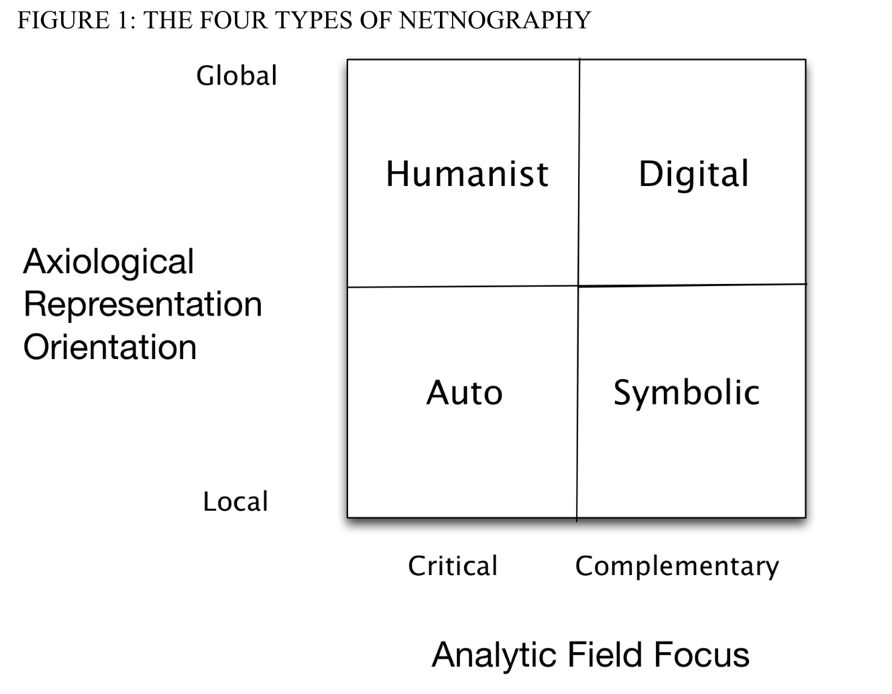 FIGURE 1: THE FOUR TYPES OF NETNOGRAPHY
Global
Humanist
Digital
Axiological
Representation
Orientation
Auto
Symbolic
Local
Critical
Complementary
Analytic Field Focus